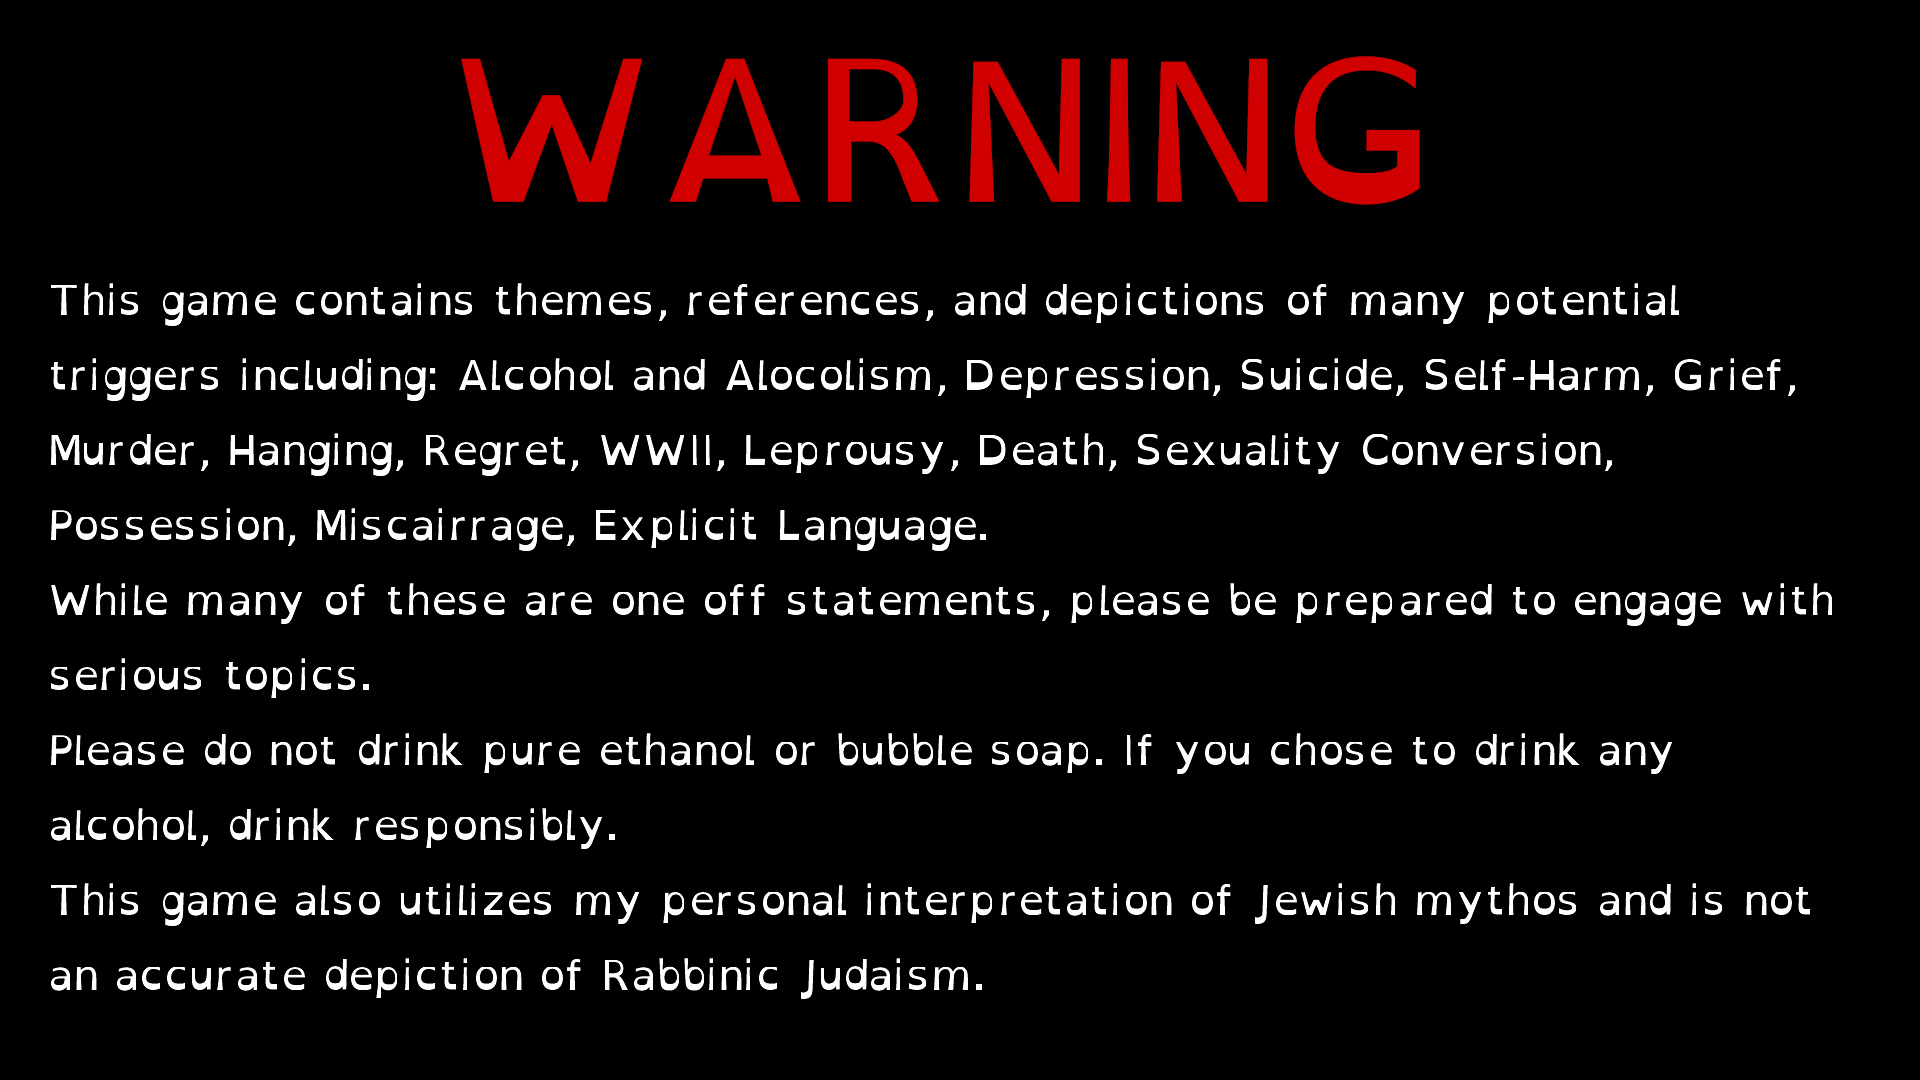 WARNING
This game contains themes, references, and depictions of many potential
triggers including: Alcohol and Alocolism, Depression, Suicide, Self-Harm, Grief,
Murder, Hanging, Regret, WWII, Leprousy, Death, Sexuality Conversion,
Possession, Miscairrage, Explicit Language.
While many of these are one off statements, please be prepared to engage with
serious topics.
Please do not drink pure ethanol or bubble soap. If you chose to drink any
alcohol, drink responsibly.
This game also utilizes my personal interpretation of Jewish mythos and is not
an accurate depiction of Rabbinic Judaism.